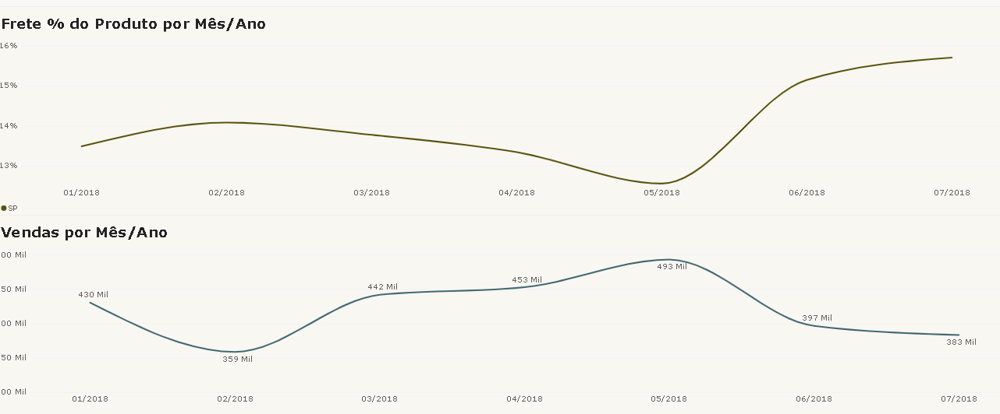 Frete % do Produto por Mês/Ano
16%
15%
14%
13%
01/2018 02/2018 03/2018 04/2018 05/2018 06/2018 07/2018
SP
Vendas por Mês/Ano
00 Mil
50 Mil
00 Mil
50 Mil
00 Mil
430 Mil 359 Mil 442 Mil 453 Mil 493 Mil 397 Mil 383 Mil
01/2018 02/2018 03/2018 04/2018 05/2018 06/2018 07/2018